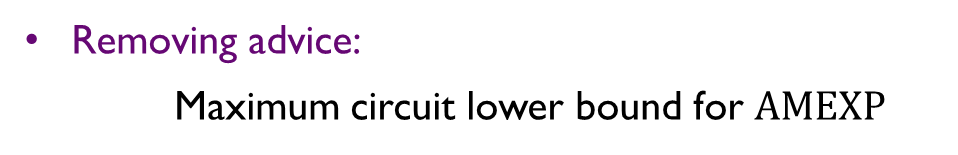 • Removing advice:
Maximum circuit lower bound for AMEXP